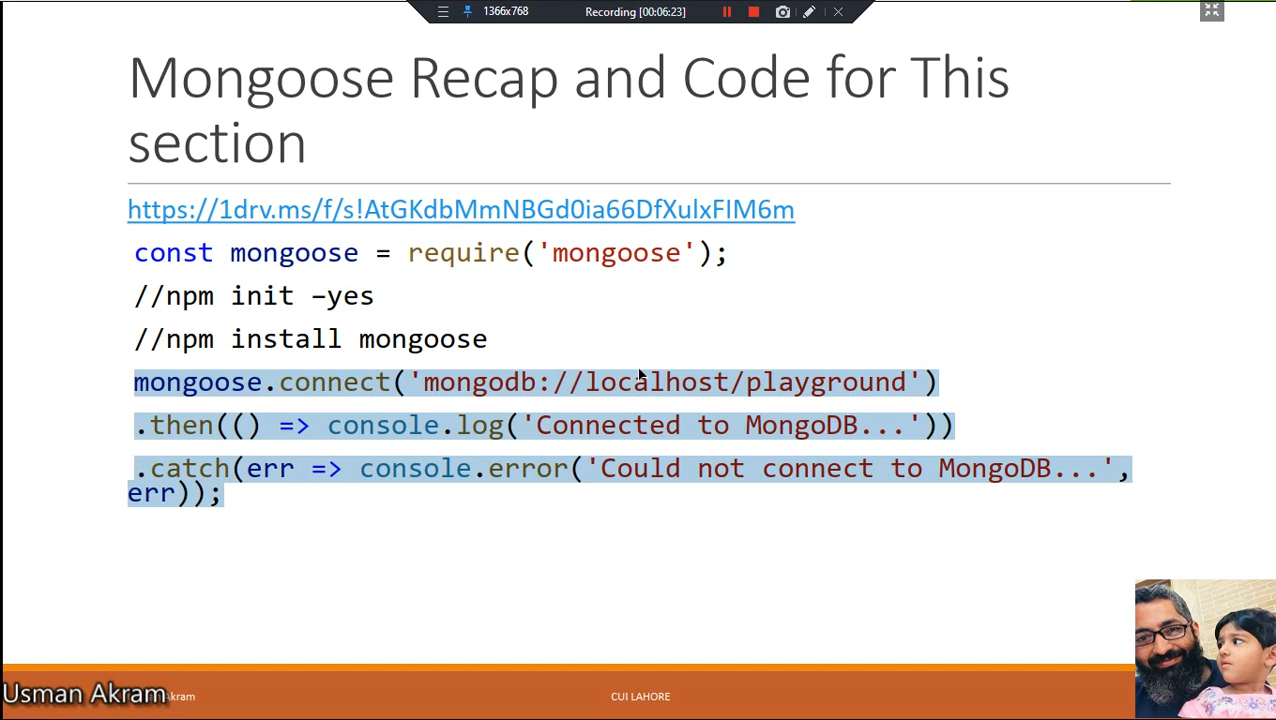 1366x768 Recording [00:06:23]
Mongoose Recap and Code for This
section
https://1drv.ms/f/s!AtGKdbMmNBGd0ia66DfXulxFIM6m
const mongoose = require('mongoose');
//npm init –yes
//npm install mongoose
mongoose.connect('mongodb://localhost/playground')
.then(() => console.log('Connected to MongoDB...'))
.catch(err => console.error('Could not connect to MongoDB...',
err));
Usman Akram
CUI LAHORE